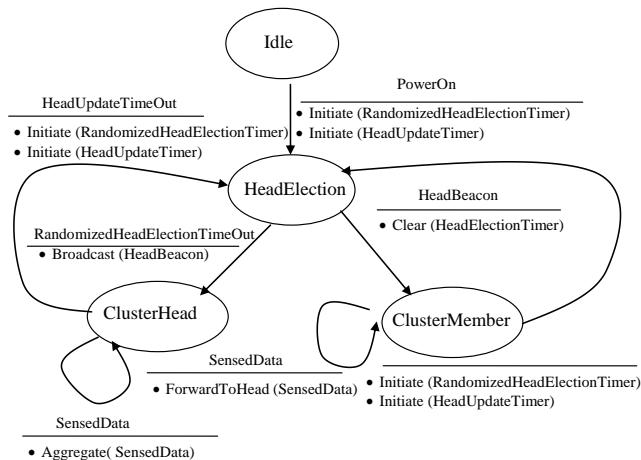 Idle
PowerOn
• Initiate (RandomizedHeadElectionTimer)
• Initiate (HeadUpdateTimer)
HeadUpdateTimeOut
• Initiate (RandomizedHeadElectionTimer)
• Initiate (HeadUpdateTimer)
HeadElection
HeadBeacon
• Clear (HeadElectionTimer)
RandomizedHeadElectionTimeOut
• Broadcast (HeadBeacon)
ClusterHead
ClusterMember
SensedData
• ForwardToHead (SensedData)
• Initiate (RandomizedHeadElectionTimer)
• Initiate (HeadUpdateTimer)
SensedData
• Aggregate( SensedData)